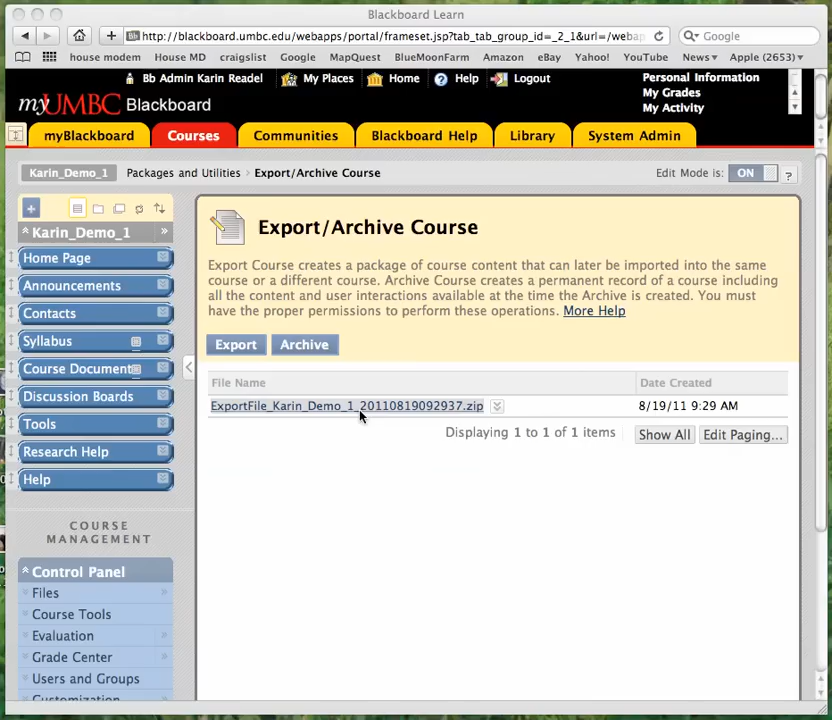 Blackboard Learn
http://blackboard.umbc.edu/webapps/portal/frameset.jsp?tab_tab_group_id=_2_1&url=/webap
Google
house modem House MD craigslist Google MapQuest BlueMoonFarm Amazon eBay Yahoo! YouTube News Apple (2653)
Bb Admin Karin Readel My Places Home Help Logout
Personal Information
My Grades
My Activity
myUMBC Blackboard
myBlackboard Courses Communities Blackboard Help Library System Admin
Karin_Demo_1 Packages and Utilities > Export/Archive Course Edit Mode is: ON ?
Karin_Demo_1
Home Page
Announcements
Contacts
Syllabus
Course Document
Discussion Boards
Tools
Research Help
Help
COURSE
MANAGEMENT
Control Panel
Files
Course Tools
Evaluation
Grade Center
Users and Groups
Customization
Export/Archive Course
Export Course creates a package of course content that can later be imported into the same
course or a different course. Archive Course creates a permanent record of a course including
all the content and user interactions available at the time the Archive is created. You must
have the proper permissions to perform these operations. More Help
Export Archive
File Name Date Created
ExportFile_Karin_Demo_1_20110819092937.zip 8/19/11 9:29 AM
Displaying 1 to 1 of 1 items Show All Edit Paging...